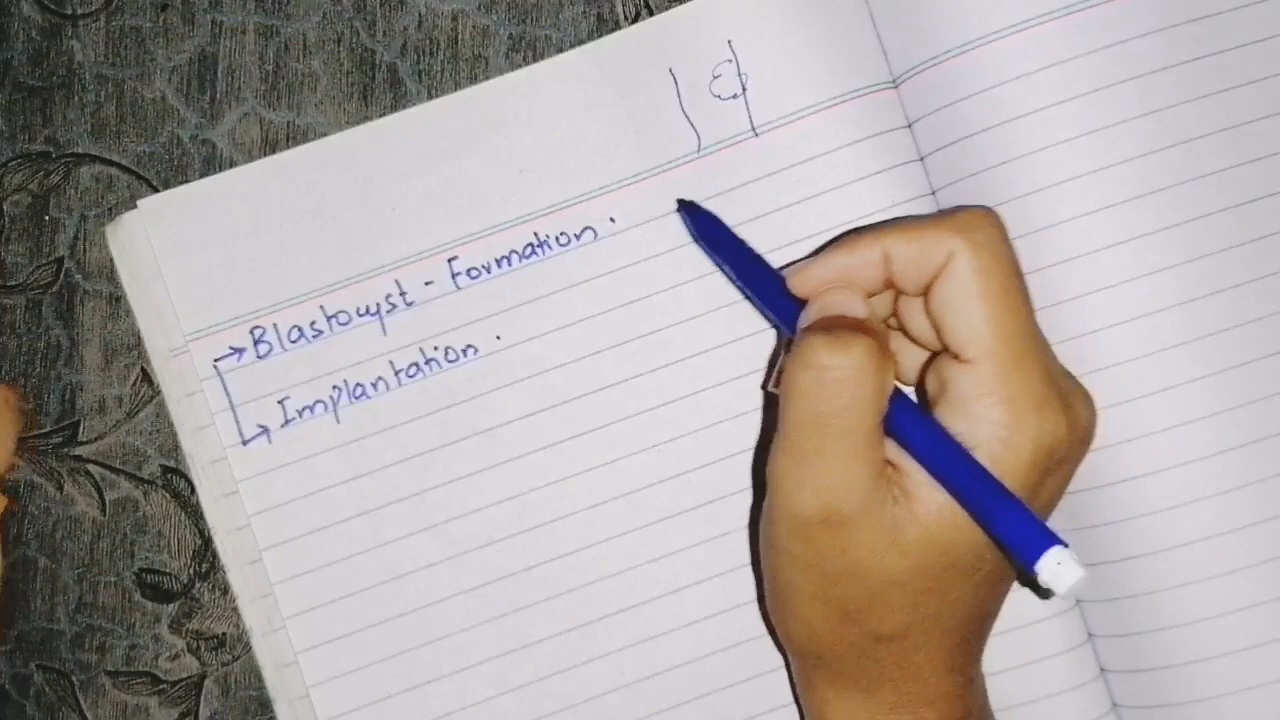 → Blastocyst - Formation.
→ Implantation.